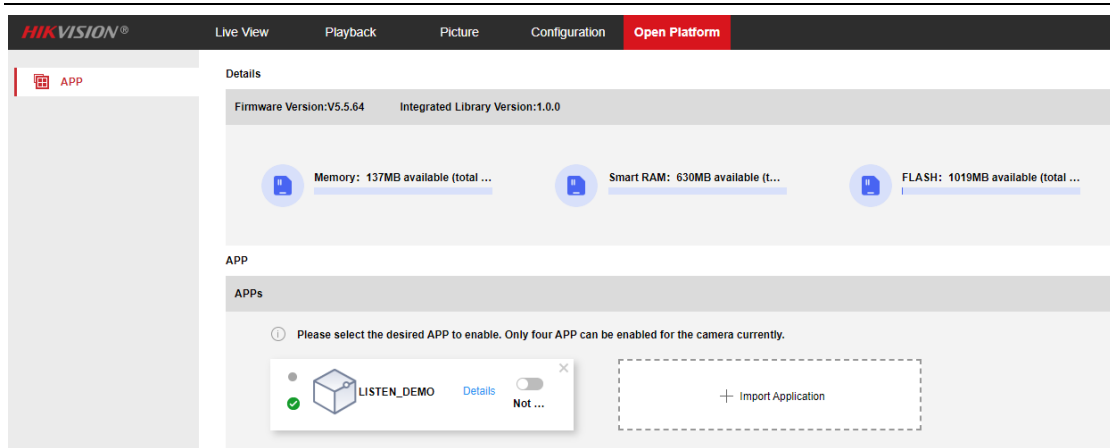 HIKVISION® Live View Playback Picture Configuration Open Platform
APP
Details
Firmware Version:V5.5.64 Integrated Library Version:1.0.0
Memory: 137MB available (total ... Smart RAM: 630MB available (t... FLASH: 1019MB available (total ...
APP
APPs
Please select the desired APP to enable. Only four APP can be enabled for the camera currently.
LISTEN_DEMO Details Not ...
+ Import Application